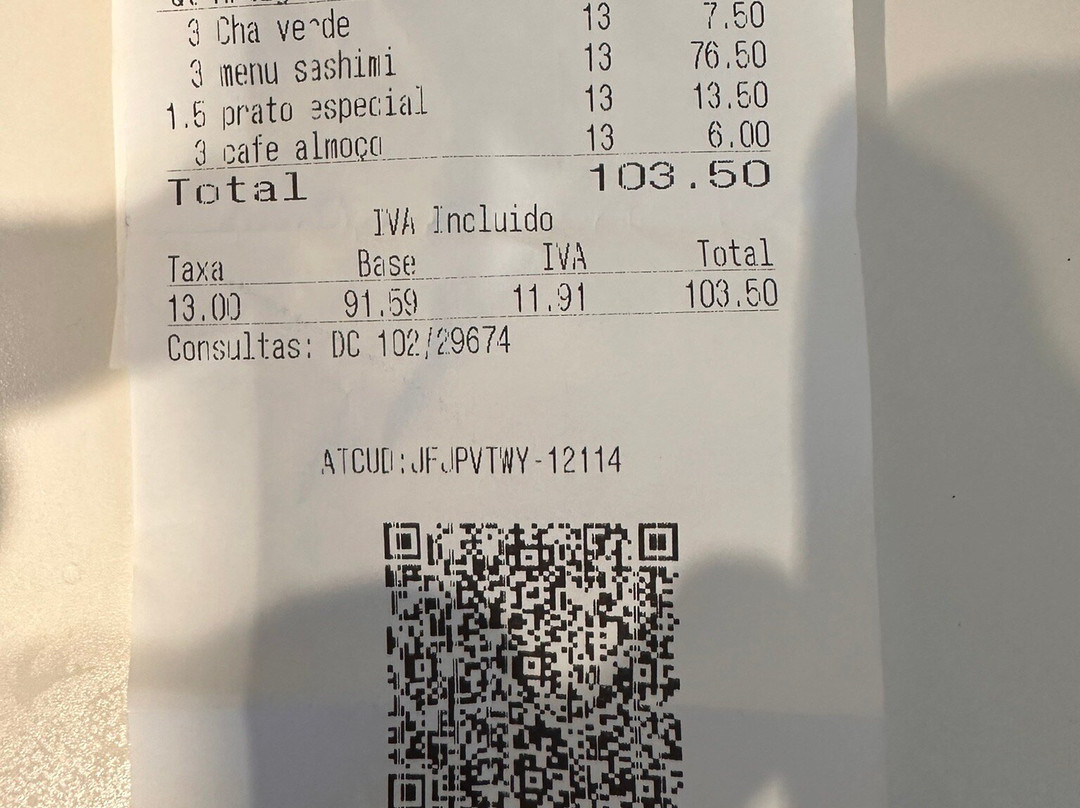 3 Cha verde 13 7.50
3 menu sashimi 13 76.50
1.5 prato especial 13 13.50
3 cafe almoço 13 6.00
Total 103.50
IVA Incluido
Taxa Base IVA Total
13.00 91.59 11.91 103.50
Consultas: DC 102/29674
ATCUD:JFJPVTWY-12114